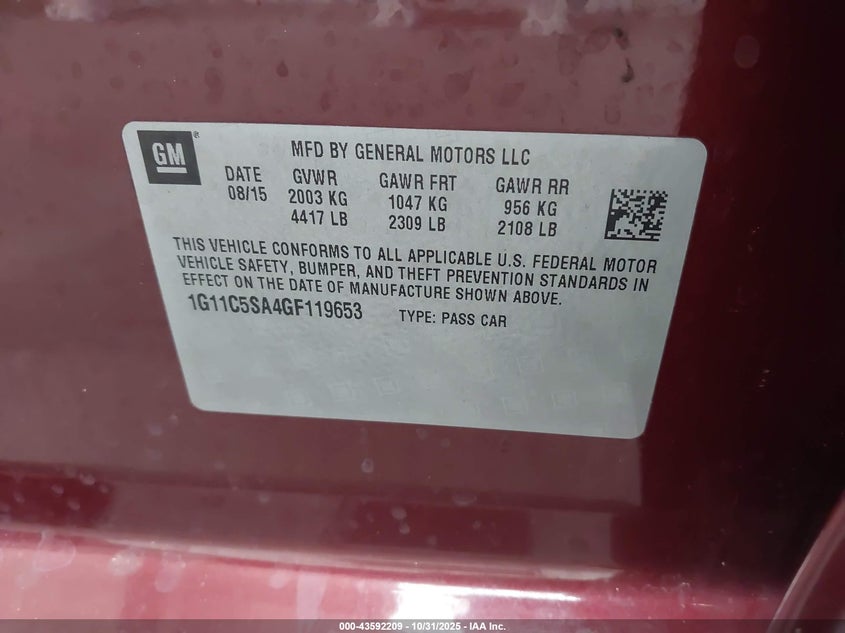 GM ®
MFD BY GENERAL MOTORS LLC
DATE GVWR GAWR FRT GAWR RR
08/15 2003 KG 1047 KG 956 KG
4417 LB 2309 LB 2108 LB
THIS VEHICLE CONFORMS TO ALL APPLICABLE U.S. FEDERAL MOTOR
VEHICLE SAFETY, BUMPER, AND THEFT PREVENTION STANDARDS IN
EFFECT ON THE DATE OF MANUFACTURE SHOWN ABOVE.
1G11C5SA4GF119653 TYPE: PASS CAR
000-43592209 - 10/31/2025 - IAA Inc.